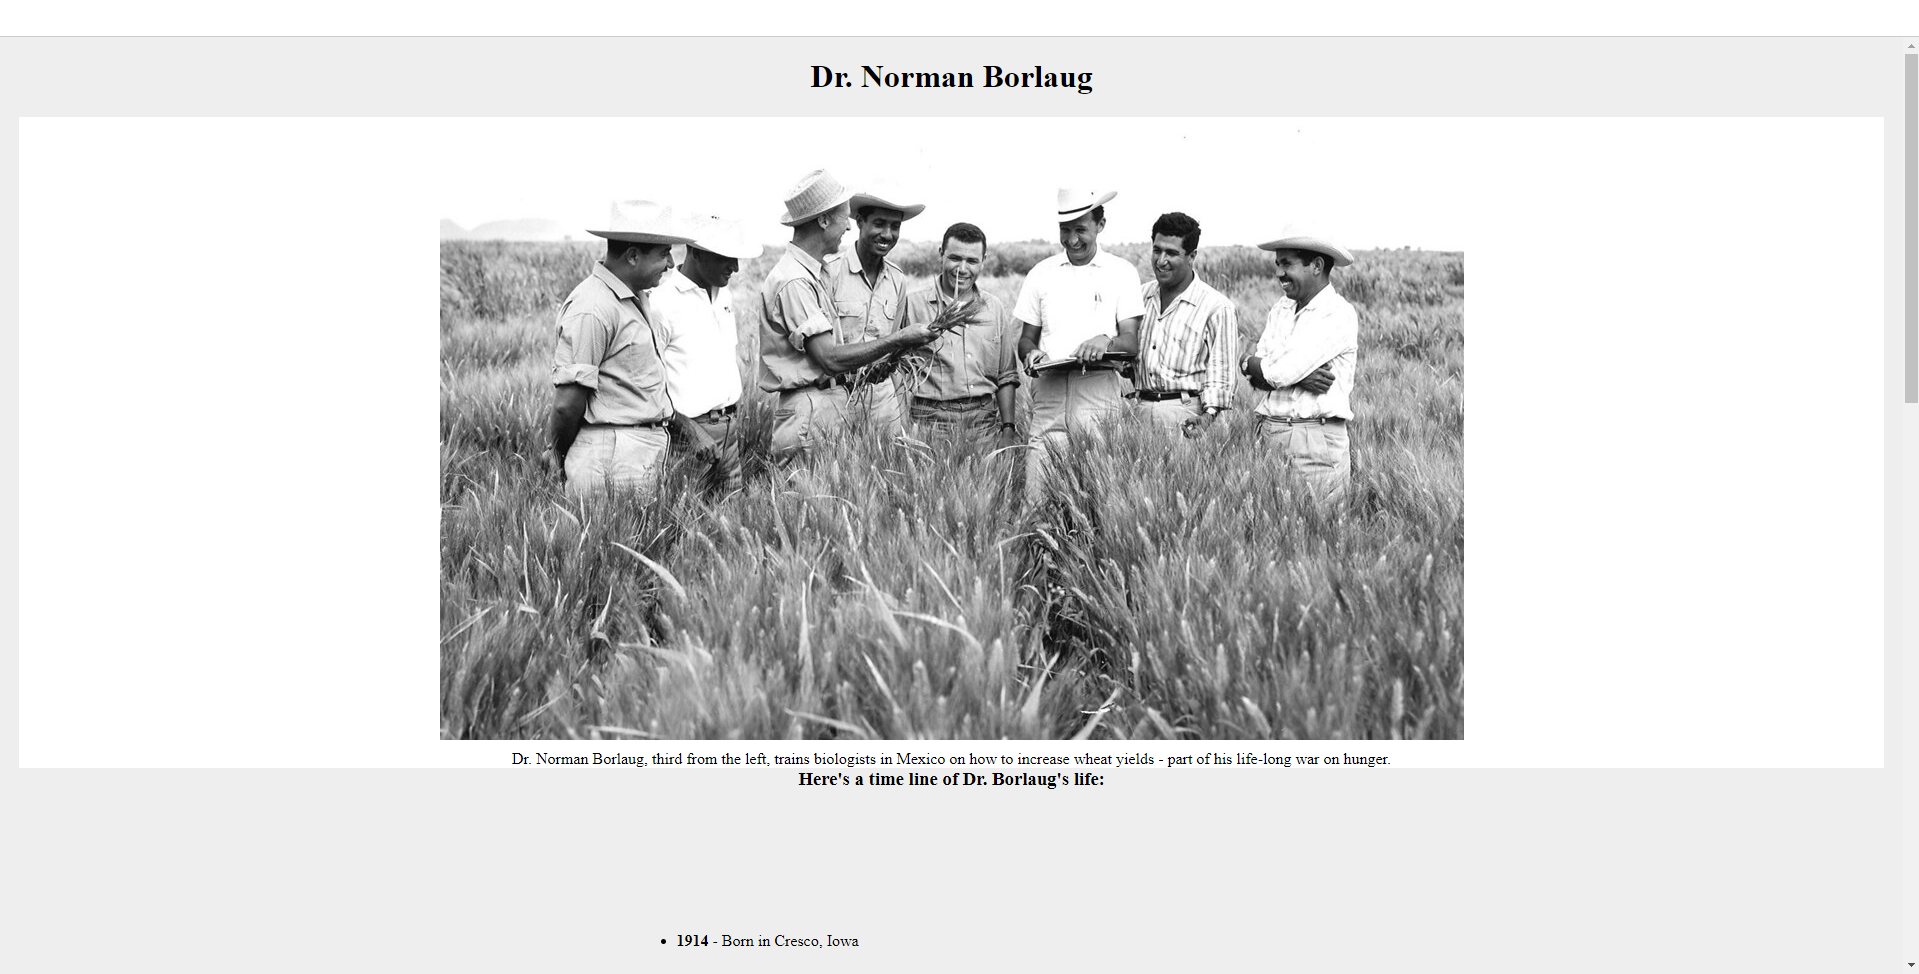 Dr. Norman Borlaug
Dr. Norman Borlaug, third from the left, trains biologists in Mexico on how to increase wheat yields - part of his life-long war on hunger.
Here's a time line of Dr. Borlaug's life:
• 1914 - Born in Cresco, Iowa